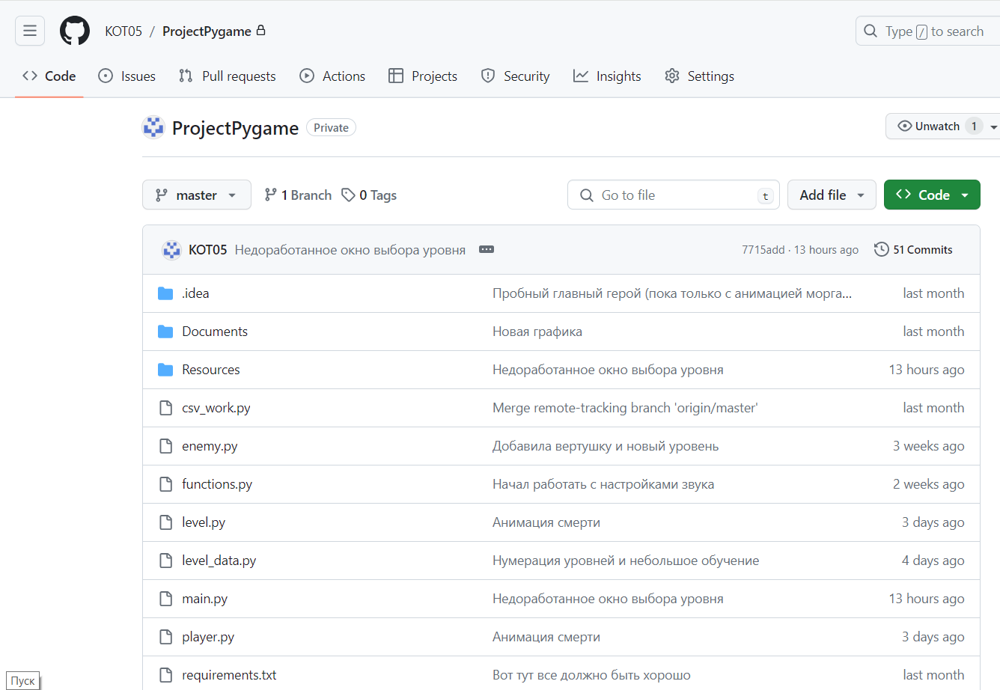 KOT05 / ProjectPygame
Type / to search
Code Issues Pull requests Actions Projects Security Insights Settings
ProjectPygame Private
Unwatch 1
master 1 Branch 0 Tags
Go to file t
Add file
Code
KOT05 Недоработанное окно выбора уровня 7715add · 13 hours ago 51 Commits
.idea Пробный главный герой (пока только с анимацией морга... last month
Documents Новая графика last month
Resources Недоработанное окно выбора уровня 13 hours ago
csv_work.py Merge remote-tracking branch 'origin/master' last month
enemy.py Добавила вертушку и новый уровень 3 weeks ago
functions.py Начал работать с настройками звука 2 weeks ago
level.py Анимация смерти 3 days ago
level_data.py Нумерация уровней и небольшое обучение 4 days ago
main.py Недоработанное окно выбора уровня 13 hours ago
player.py Анимация смерти 3 days ago
requirements.txt Вот тут все должно быть хорошо last month
Пуск